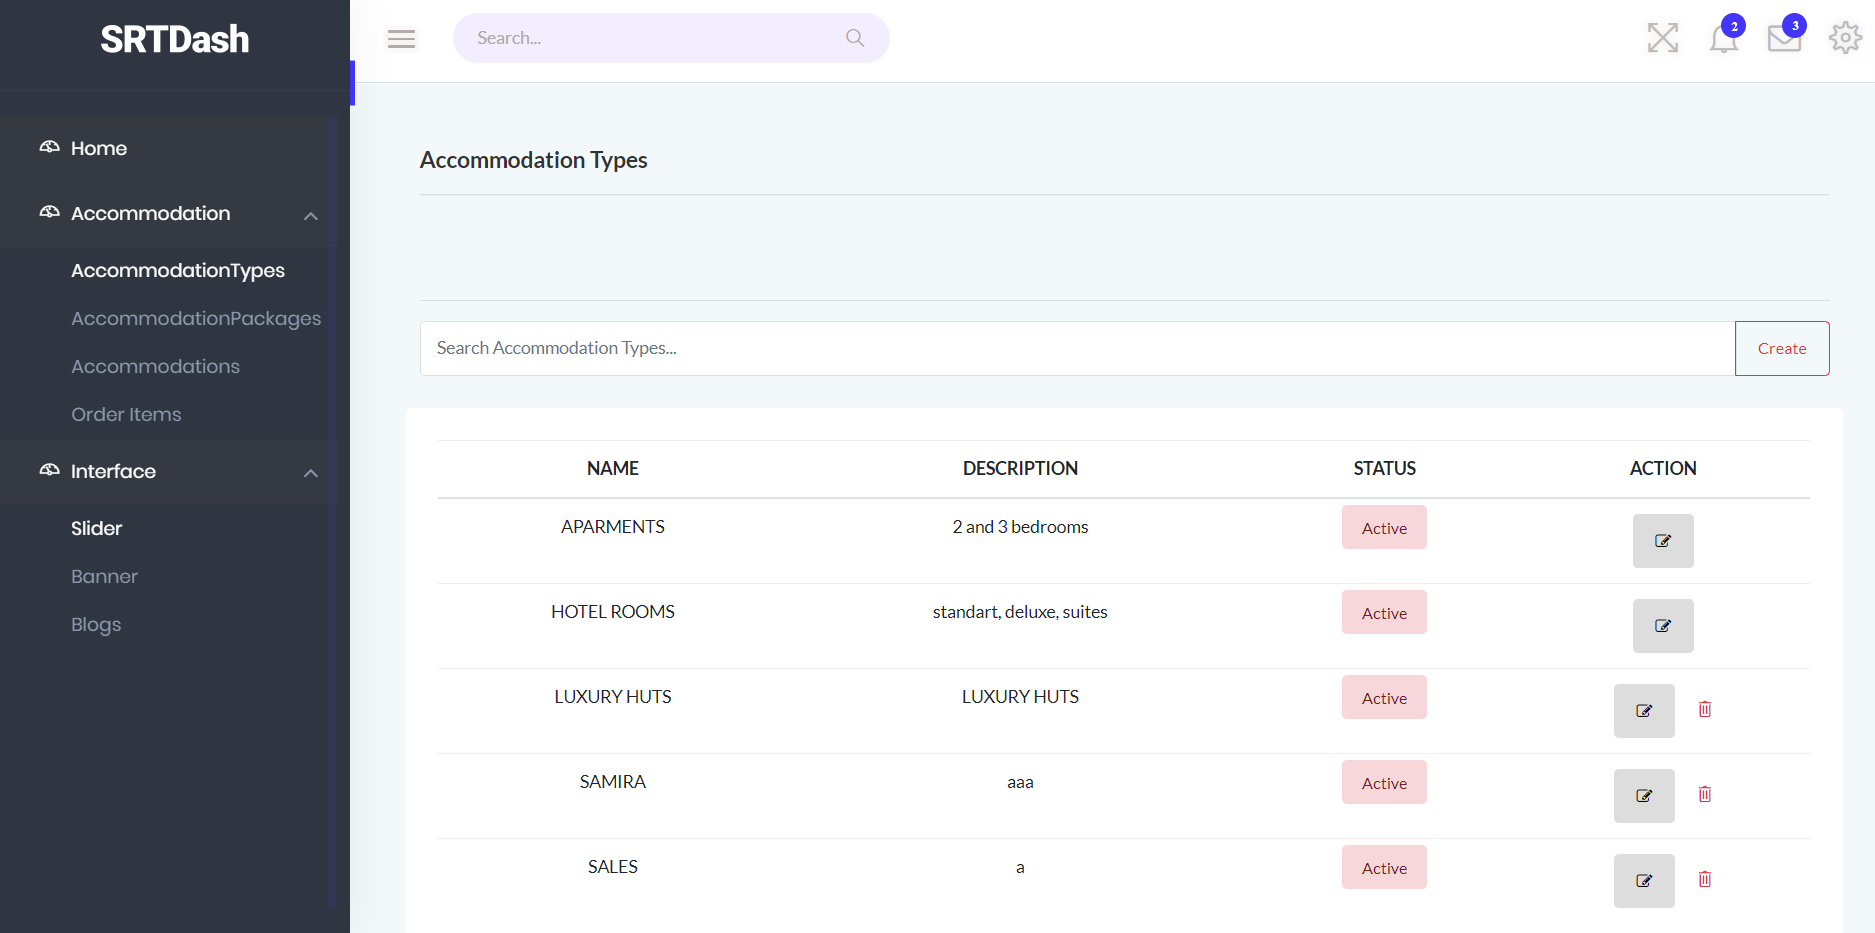 SRTDash
Search...
2
3
Home
Accommodation
AccommodationTypes
AccommodationPackages
Accommodations
Order Items
Interface
Slider
Banner
Blogs
Accommodation Types
Search Accommodation Types...
Create
NAME DESCRIPTION STATUS ACTION
APARMENTS 2 and 3 bedrooms Active
HOTEL ROOMS standart, deluxe, suites Active
LUXURY HUTS LUXURY HUTS Active
SAMIRA aaa Active
SALES a Active